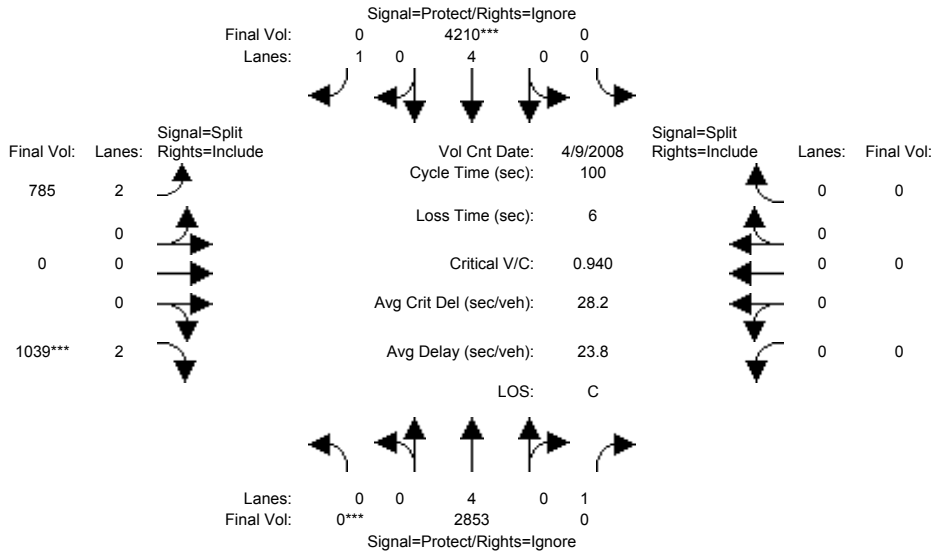 Signal=Protect/Rights=Ignore
Final Vol: 0 4210*** 0
Lanes: 1 0 4 0 0
Signal=Split Signal=Split
Final Vol: Lanes: Rights=Include Vol Cnt Date: 4/9/2008 Rights=Include Lanes: Final Vol:
Cycle Time (sec): 100
785 2 0 0
Loss Time (sec): 6
0 0
0 0 Critical V/C: 0.940 0 0
0 Avg Crit Del (sec/veh): 28.2 0
1039*** 2 Avg Delay (sec/veh): 23.8 0 0
LOS: C
Lanes: 0 0 4 0 1
Final Vol: 0*** 2853 0
Signal=Protect/Rights=Ignore